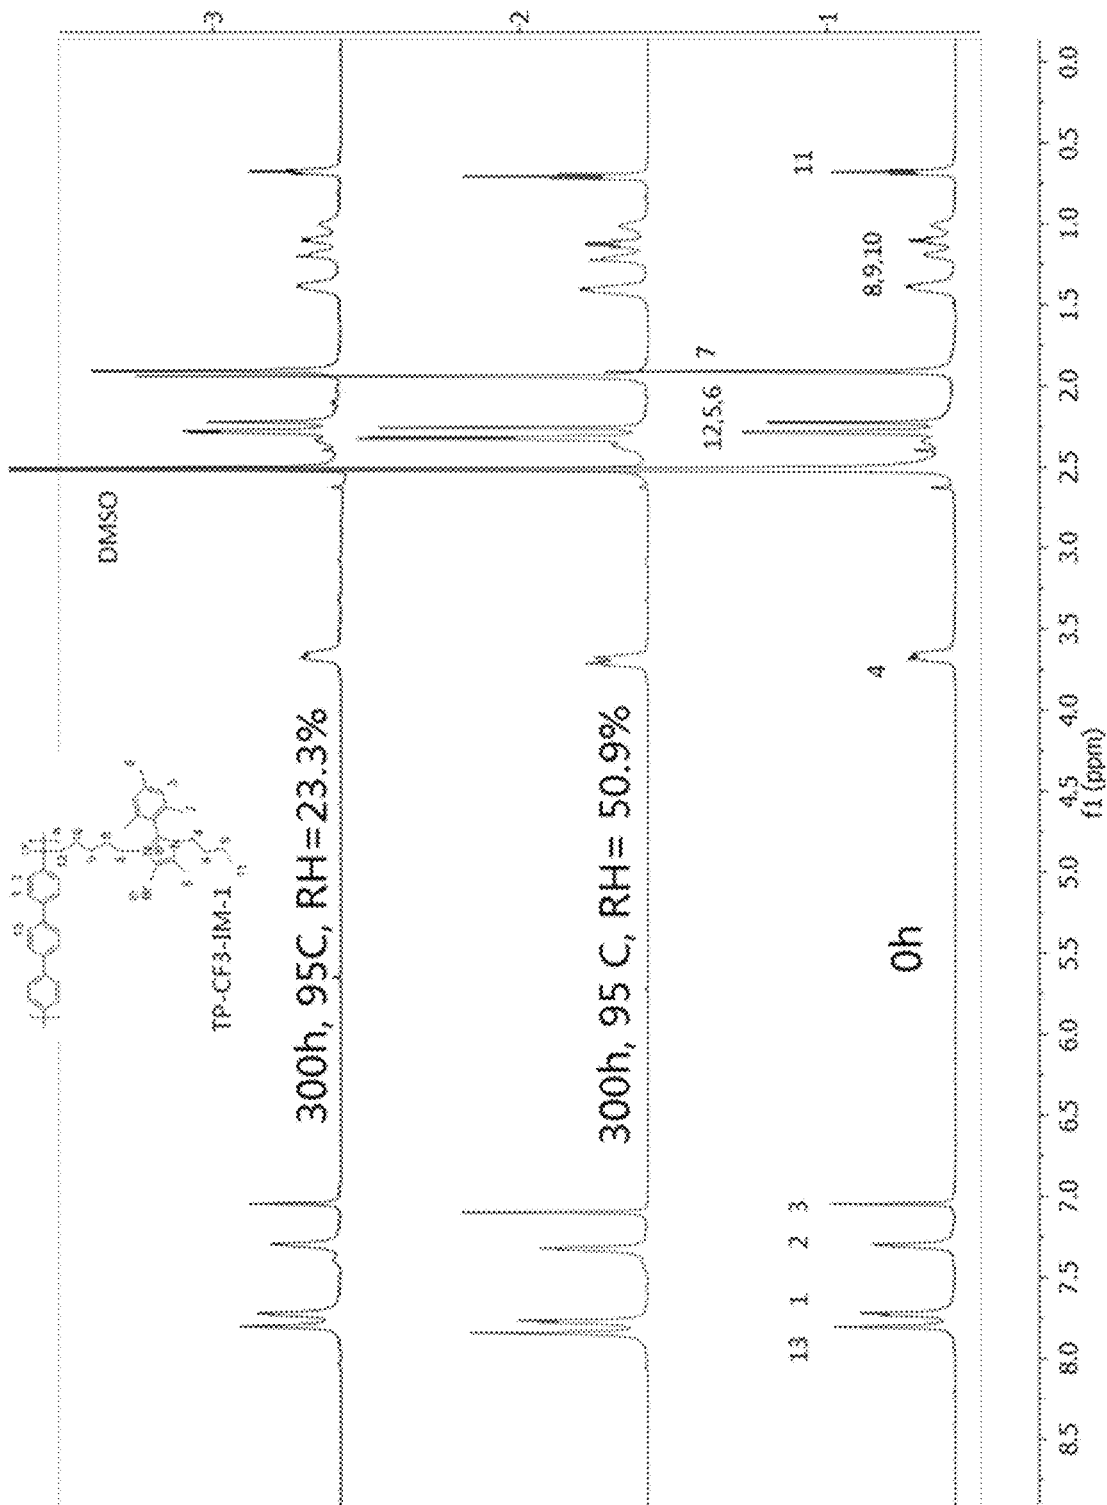 TP-CF3-IM-1
DMSO
3
300h, 95C, RH=23.3%
2
300h, 95 C, RH= 50.9%
1
0h
13 1 2 3
4
12,5,6 7
8,9,10
11
8.5 8.0 7.5 7.0 6.5 6.0 5.5 5.0 4.5 4.0 3.5 3.0 2.5 2.0 1.5 1.0 0.5 0.0
f1 (ppm)